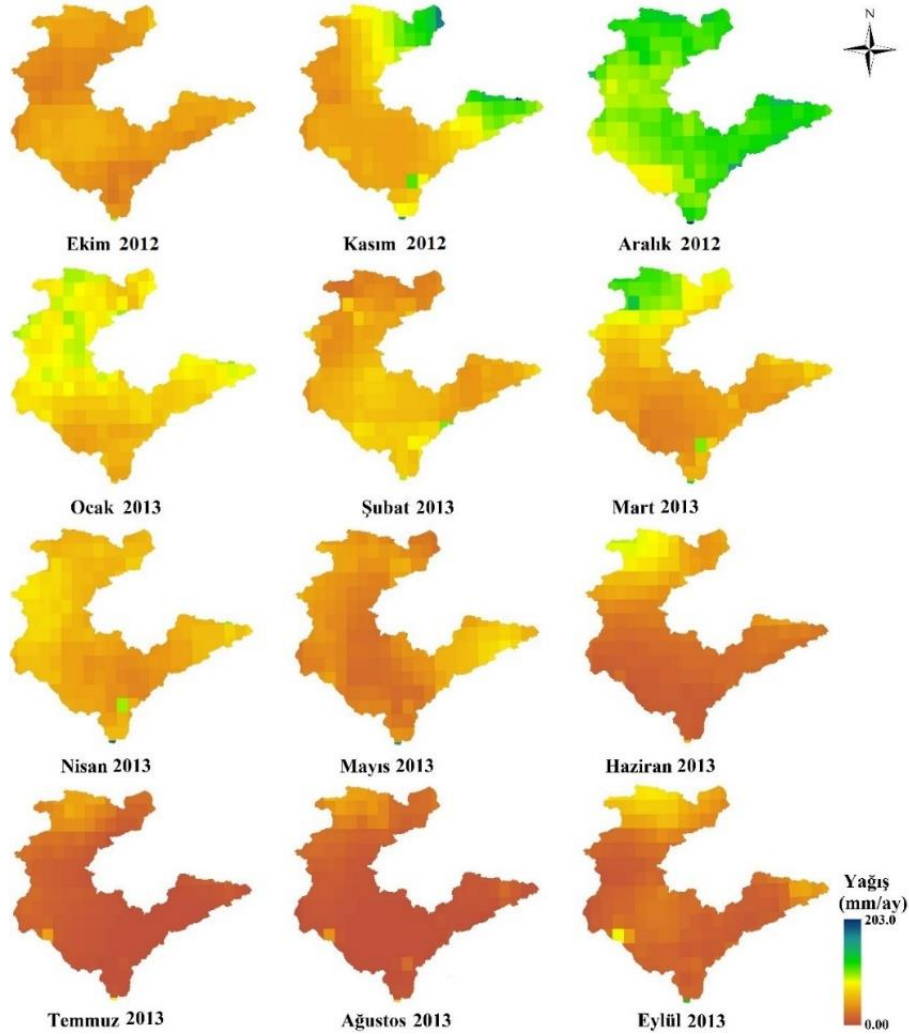 N
Ekim 2012
Kasım 2012
Aralık 2012
Ocak 2013
Şubat 2013
Mart 2013
Nisan 2013
Mayıs 2013
Haziran 2013
Yağış
(mm/ay)
203.0
0.00
Temmuz 2013
Ağustos 2013
Eylül 2013